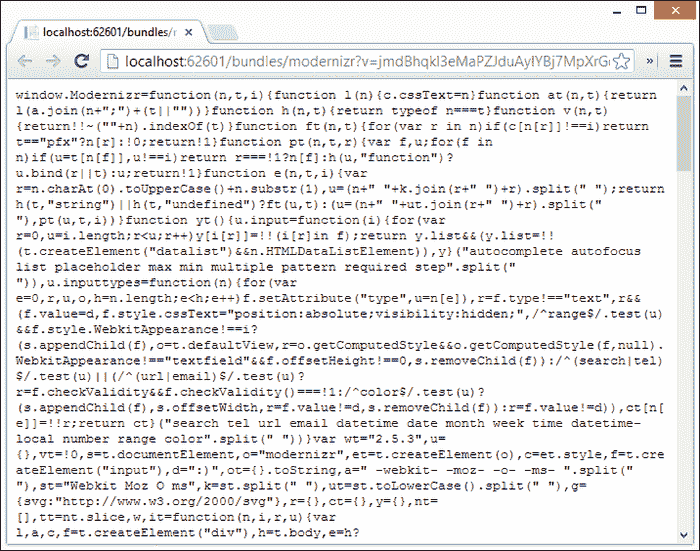 localhost:62601/bundles/r
localhost:62601/bundles/modernizr?v=jmdBhqkI3eMaPZJduAyIYBj7MpXrG
window.Modernizr=function(n,t,i){function l(n){c.cssText=n}function at(n,t){return
l(a.join(n+";")+(t||""))}function h(n,t){return typeof n===t}function v(n,t)
{return!!~(""+n).indexOf(t)}function ft(n,t){for(var r in n)if(c[n[r]]!==i)return
t=="pfx"?n[r]:!0;return!1}function pt(n,t,r){var f,u;for(f in
n)if(u=t[n[f]],u!==i)return r===!1?n[f]:h(u,"function")?
u.bind(r||t):u;return!1}function e(n,t,i){var
r=n.charAt(0).toUpperCase()+n.substr(1),u=(n+" "+k.join(r+" ")+r).split(" ");return
h(t,"string")||h(t,"undefined")?ft(u,t):(u=(n+" "+ut.join(r+" ")+r).split("
"),pt(u,t,i))}function yt(){u.input=function(i){for(var
r=0,u=i.length;r<u;r++)y[i[r]]=!!(i[r]in f);return y.list&&(y.list=!!
(t.createElement("datalist")&&n.HTMLDataListElement)),y}("autocomplete autofocus
list placeholder max min multiple pattern required step".split("
")),u.inputtypes=function(n){for(var
e=0,r,u,o,h=n.length;e<h;e++)f.setAttribute("type",u=n[e]),r=f.type!=="text",r&&
(f.value=d,f.style.cssText="position:absolute;visibility:hidden;",/^range$/.test(u)
&&f.style.WebkitAppearance!==i?
(s.appendChild(f),o=t.defaultView,r=o.getComputedStyle&&o.getComputedStyle(f,null).
WebkitAppearance!=="textfield"&&f.offsetHeight!==0,s.removeChild(f)):/^(search|tel)
$/.test(u)||(/^(url|email)$/.test(u)?
r=f.checkValidity&&f.checkValidity()===!1:/^color$/.test(u)?
(s.appendChild(f),s.offsetWidth,r=f.value!=d,s.removeChild(f)):r=f.value!=d)),ct[n[
e]]=!!r;return ct}("search tel url email datetime date month week time datetime-
local number range color".split(" "))}var wt="2.5.3",u=
{},vt=!0,s=t.documentElement,o="modernizr",et=t.createElement(o),c=et.style,f=t.cr
eateElement("input"),d=":)",ot={}.toString,a=" -webkit- -moz- -o- -ms- ".split("
"),st="Webkit Moz O ms",k=st.split(" "),ut=st.toLowerCase().split(" "),g=
{svg:"http://www.w3.org/2000/svg"},r={},ct={},y={},nt=
[],tt=nt.slice,w,it=function(n,i,r,u){var
l,a,c,f=t.createElement("div"),h=t.body,e=h?